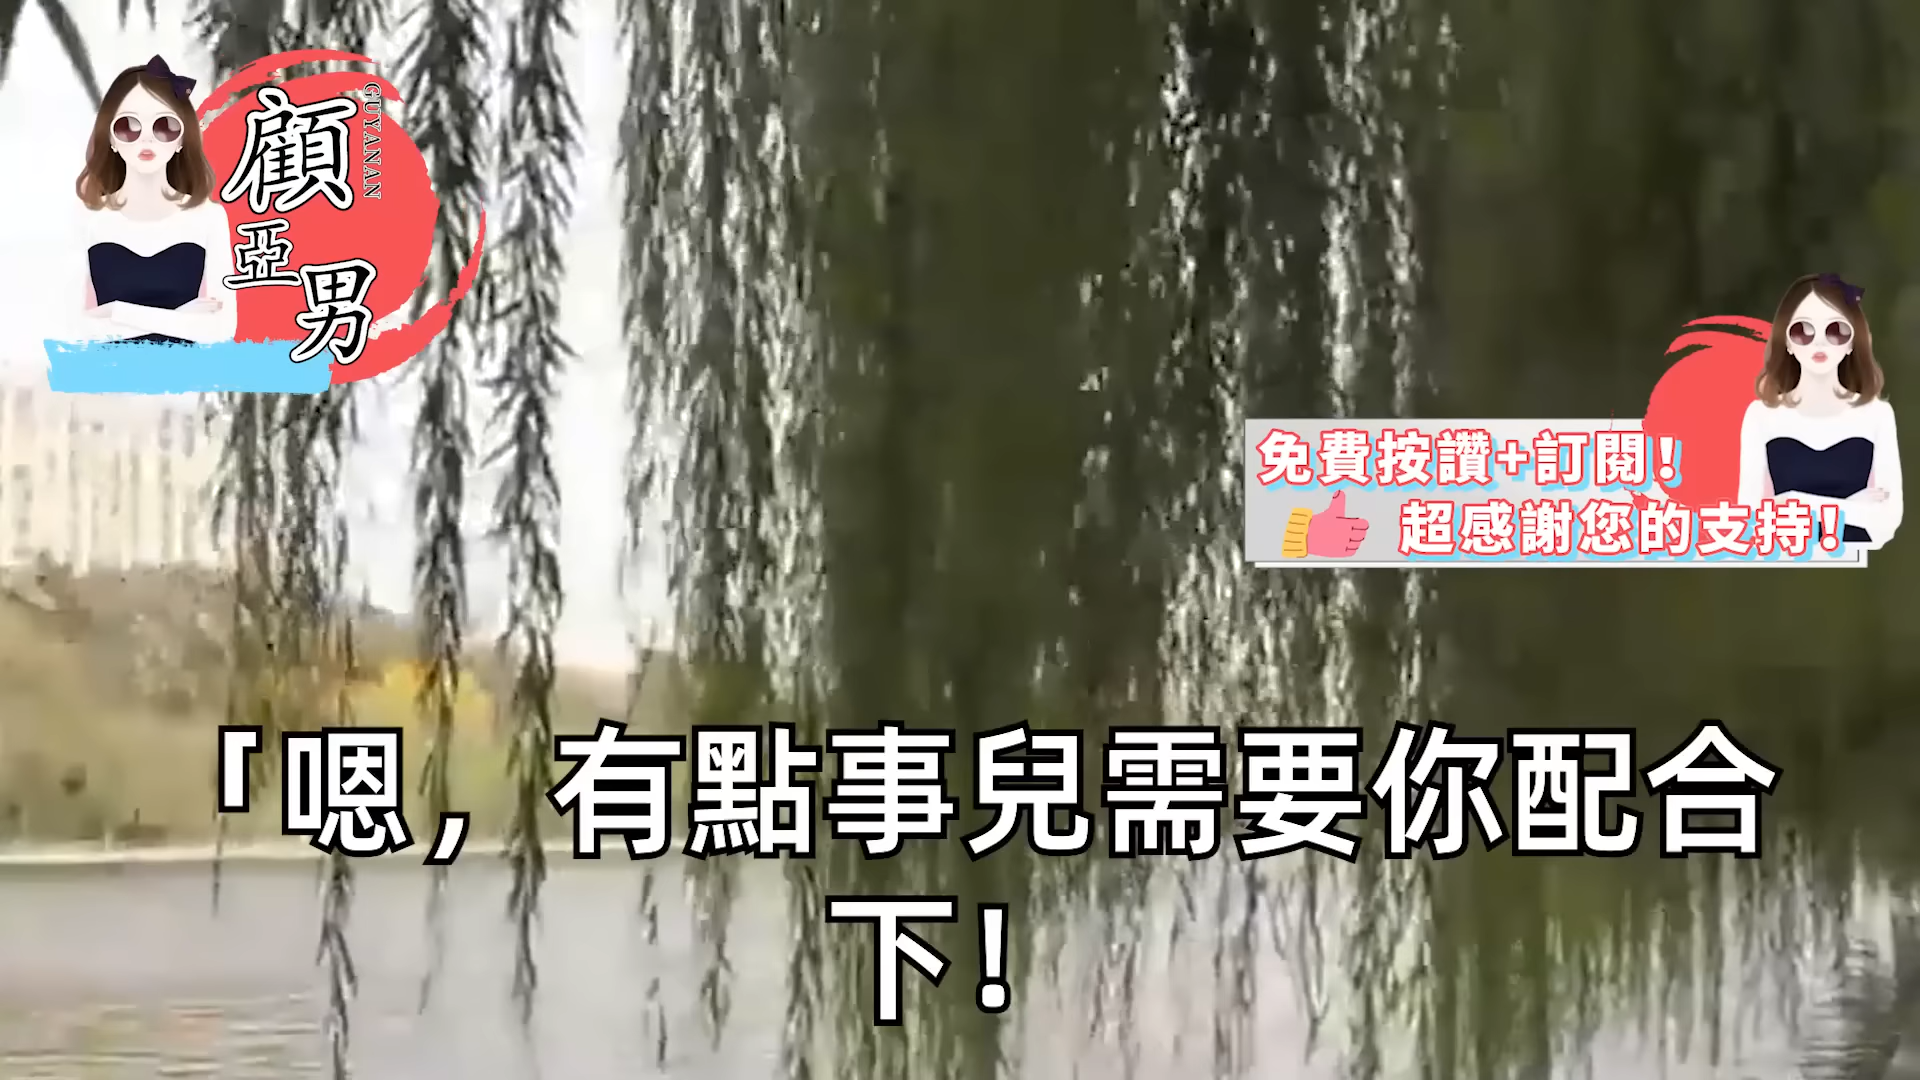 顧亞男
GUYANAN
免費按讚+訂閱！
超感謝您的支持！
「嗯，有點事兒需要你配合
下！